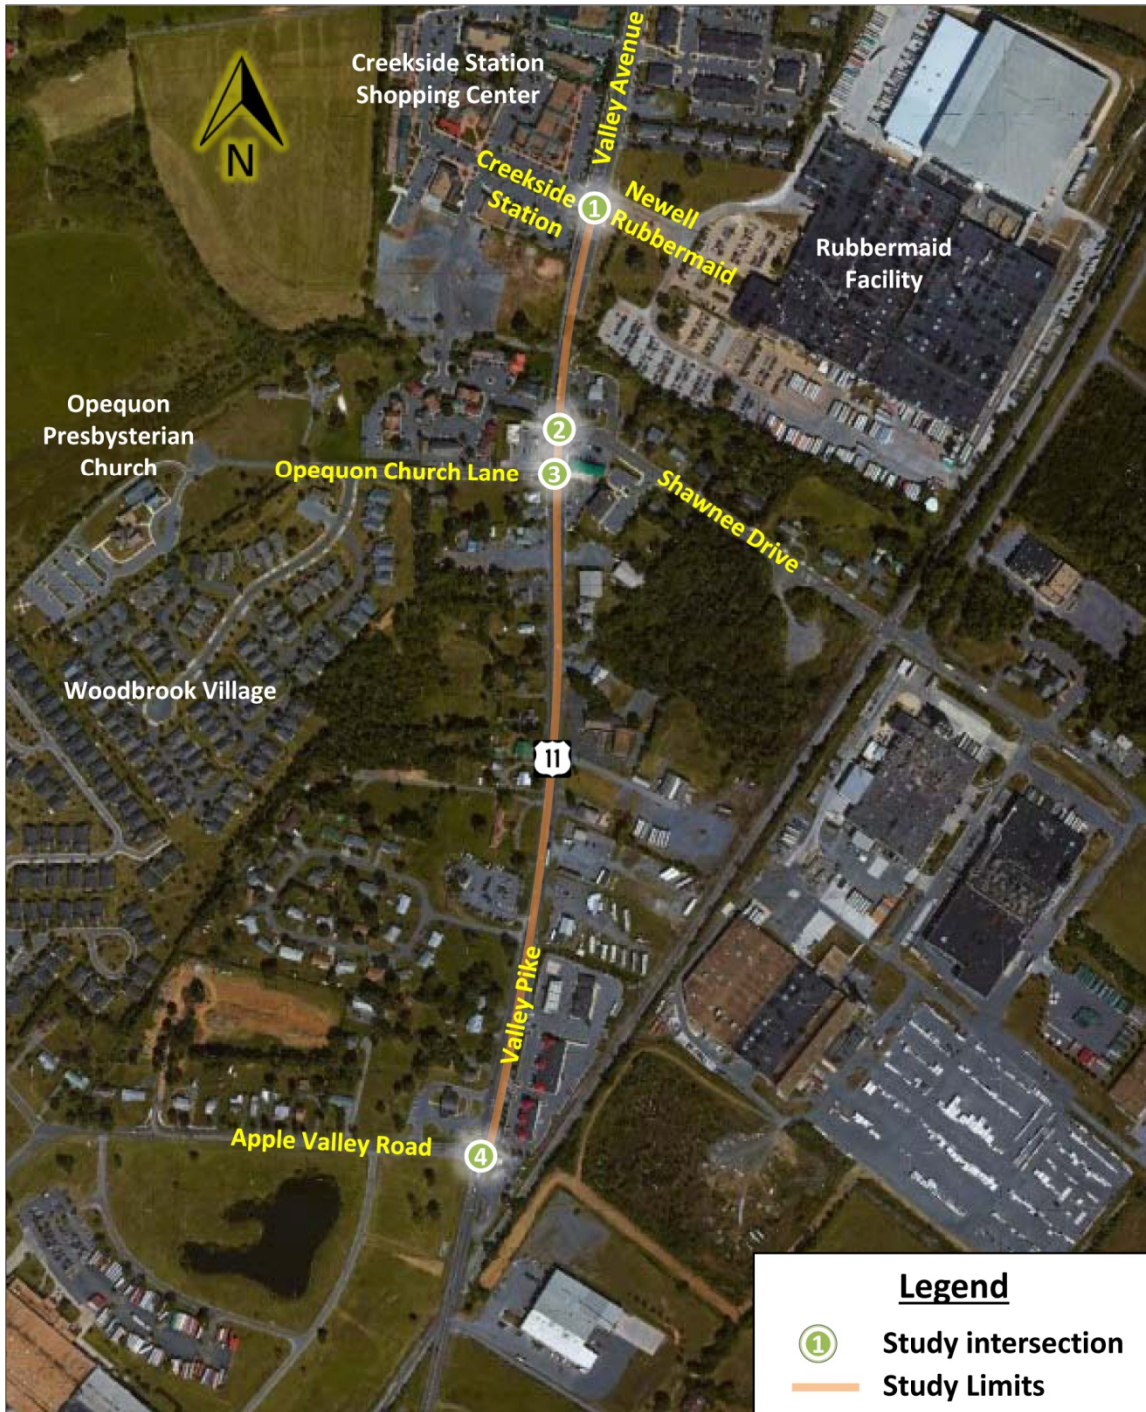 Creekside Station
Shopping Center
Valley Avenue
N
Creekside
Station
1
Newell
Rubbermaid
Rubbermaid
Facility
2
Opequon
Presbysterian
Church
Opequon Church Lane
3
Shawnee Drive
Woodbrook Village
11
Valley Pike
Apple Valley Road
4
Legend
1 Study intersection
Study Limits